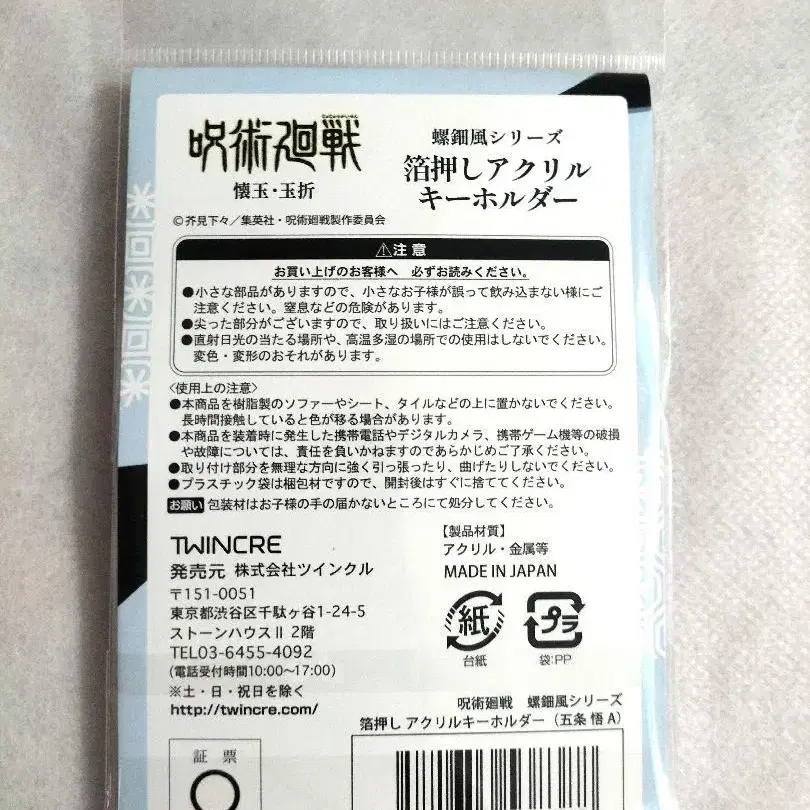 呪術廻戦
懐玉・玉折
©芥見下々／集英社・呪術廻戦製作委員会
螺鈿風シリーズ
箔押しアクリル
キーホルダー
⚠注意
お買い上げのお客様へ　必ずお読みください。
●小さな部品がありますので、小さなお子様が誤って飲み込まない様にご
注意ください。窒息などの危険があります。
●尖った部分がございますので、取り扱いにはご注意ください。
●直射日光の当たる場所や、高温多湿の場所での使用はしないでください。
変色・変形のおそれがあります。
〈使用上の注意〉
●本商品を樹脂製のソファーやシート、タイルなどの上に置かないでください。
長時間接触していると色が移る場合があります。
●本商品を装着時に発生した携帯電話やデジタルカメラ、携帯ゲーム機等の破損
や故障については、責任を負いかねますのであらかじめご了承ください。
●取り付け部分を無理な方向に強く引っ張ったり、曲げたりしないでください。
●プラスチック袋は梱包材ですので、開封後はすぐに捨ててください。
お願い 包装材はお子様の手の届かないところにて処分してください。
TWINCRE
発売元 株式会社ツインクル
〒151-0051
東京都渋谷区千駄ヶ谷1-24-5
ストーンハウスⅡ 2階
TEL03-6455-4092
(電話受付時間10:00〜17:00)
※土・日・祝日を除く
http://twincre.com/
【製品材質】
アクリル・金属等
MADE IN JAPAN
紙
台紙
プラ
袋:PP
証票
呪術廻戦　螺鈿風シリーズ
箔押し アクリルキーホルダー（五条 悟 A）